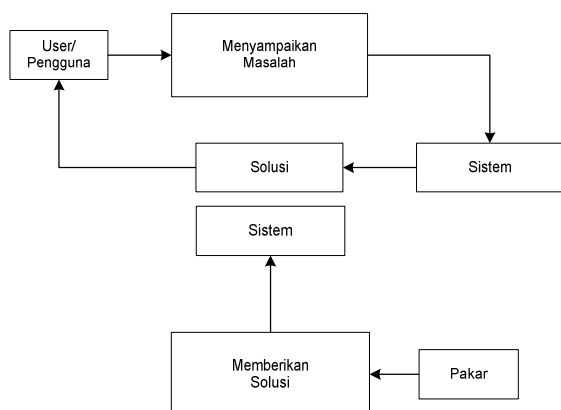 User/
Pengguna
Menyampaikan
Masalah
Solusi
Sistem
Sistem
Memberikan
Solusi
Pakar